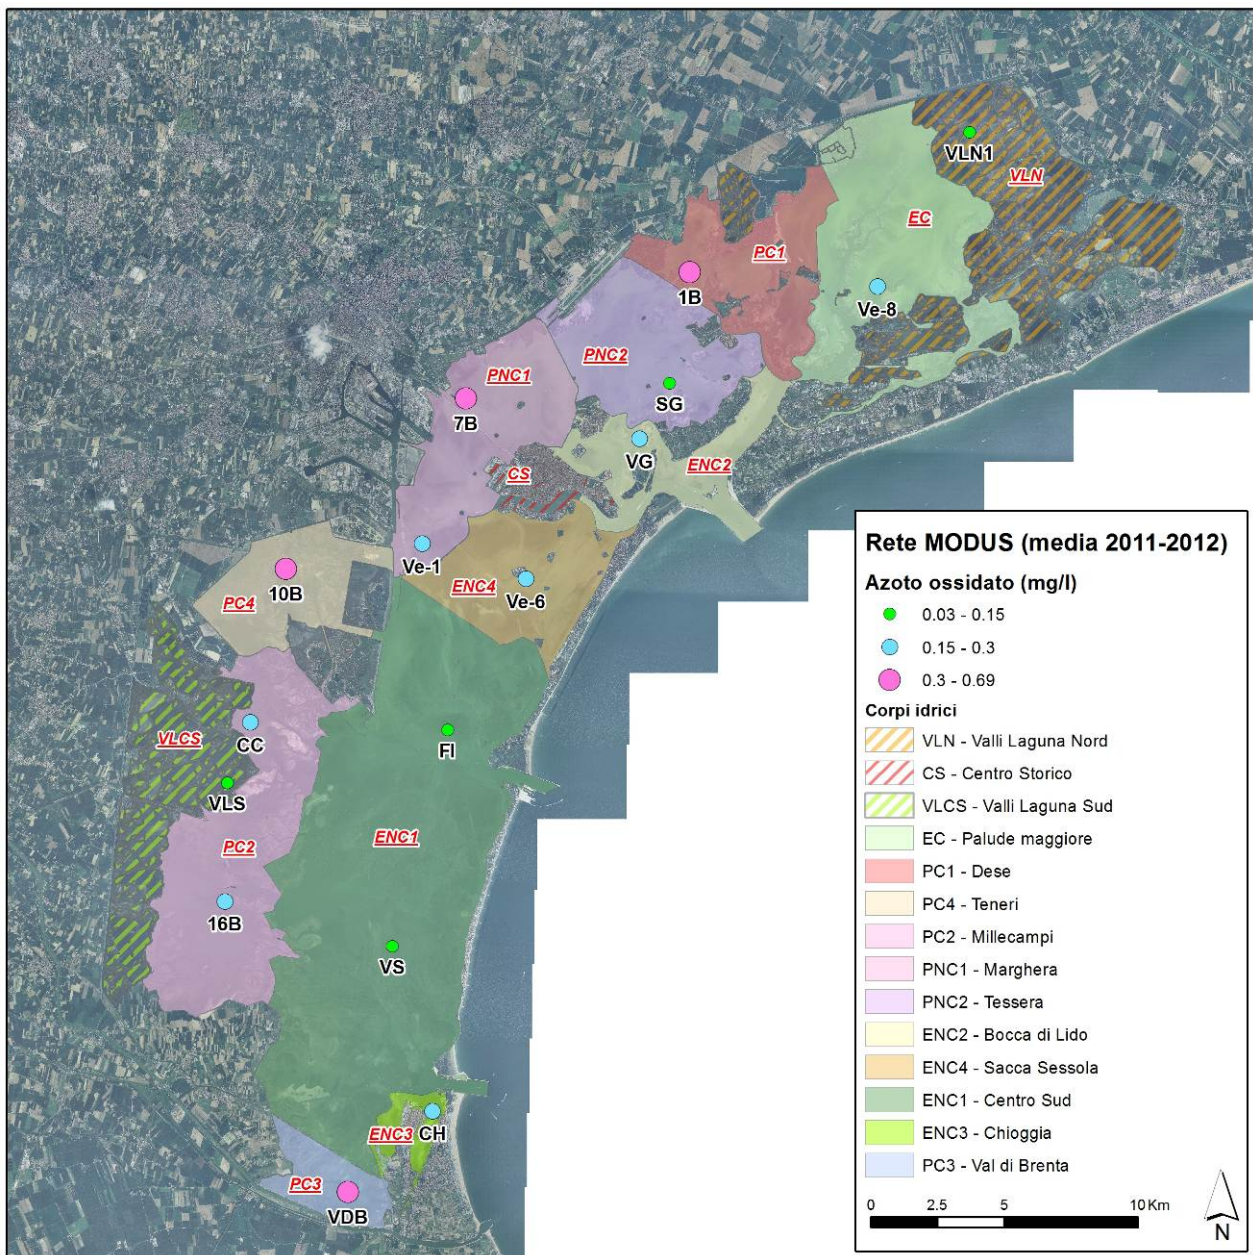 VLN1
VLN
EC
PC1
1B
Ve-8
PNC2
PNC1
SG
7B
VG
ENC2
CS
Ve-1
ENC4
Ve-6
10B
PC4
VLCS
CC
FI
VLS
PC2
ENC1
16B
VS
ENC3
CH
PC3
VDB
Rete MODUS (media 2011-2012)
Azoto ossidato (mg/l)
0.03 - 0.15
0.15 - 0.3
0.3 - 0.69
Corpi idrici
VLN - Valli Laguna Nord
CS - Centro Storico
VLCS - Valli Laguna Sud
EC - Palude maggiore
PC1 - Dese
PC4 - Teneri
PC2 - Millecampi
PNC1 - Marghera
PNC2 - Tessera
ENC2 - Bocca di Lido
ENC4 - Sacca Sessola
ENC1 - Centro Sud
ENC3 - Chioggia
PC3 - Val di Brenta
0 2.5 5 10 Km
N